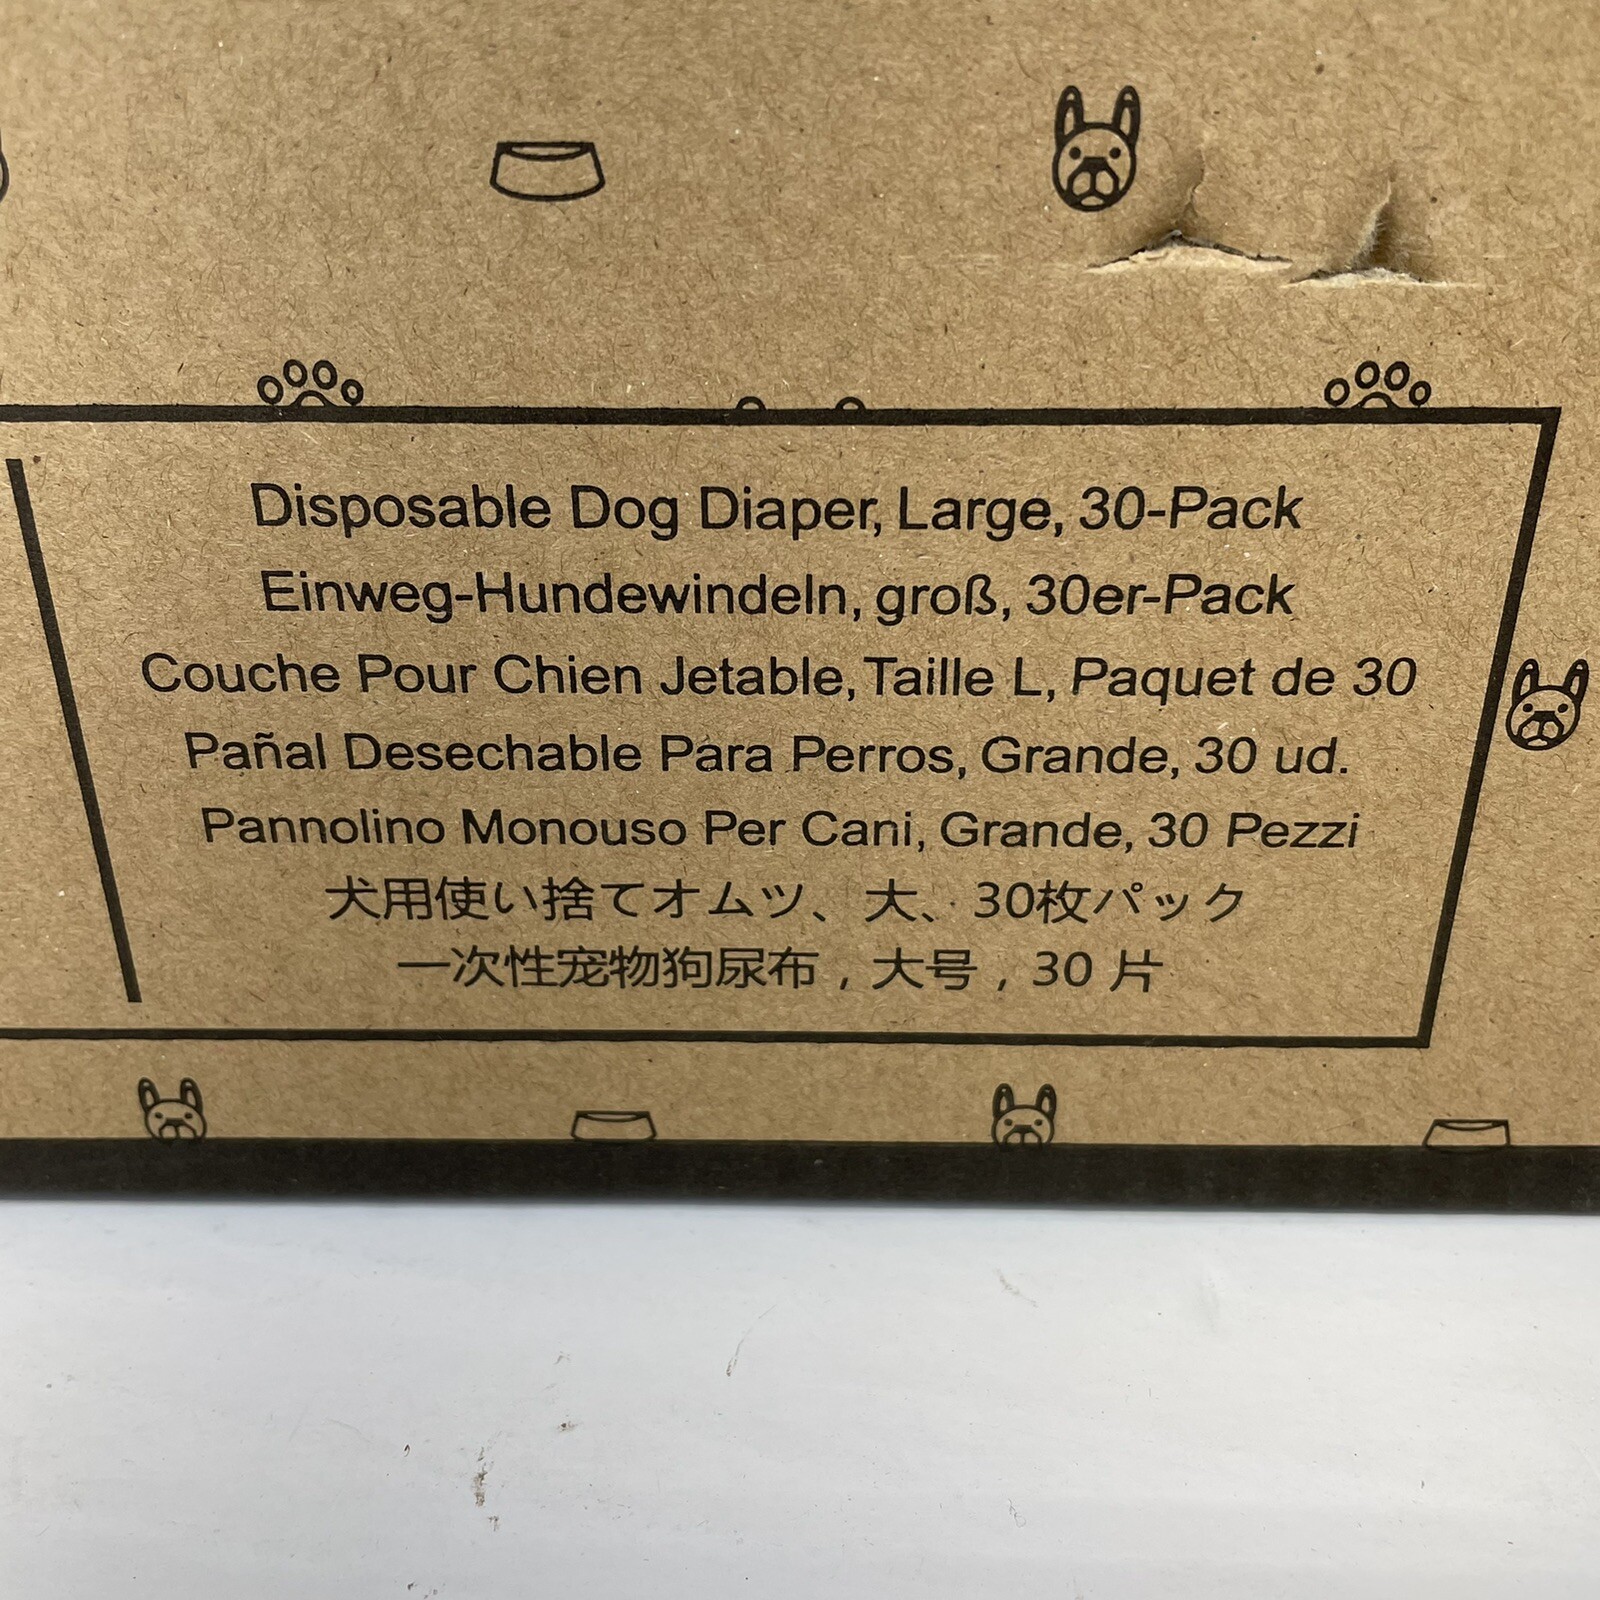 Disposable Dog Diaper, Large, 30-Pack
Einweg-Hundewindeln, groß, 30er-Pack
Couche Pour Chien Jetable, Taille L, Paquet de 30
Pañal Desechable Para Perros, Grande, 30 ud.
Pannolino Monouso Per Cani, Grande, 30 Pezzi
犬用使い捨てオムツ、大、30枚パック
一次性宠物狗尿布，大号，30 片